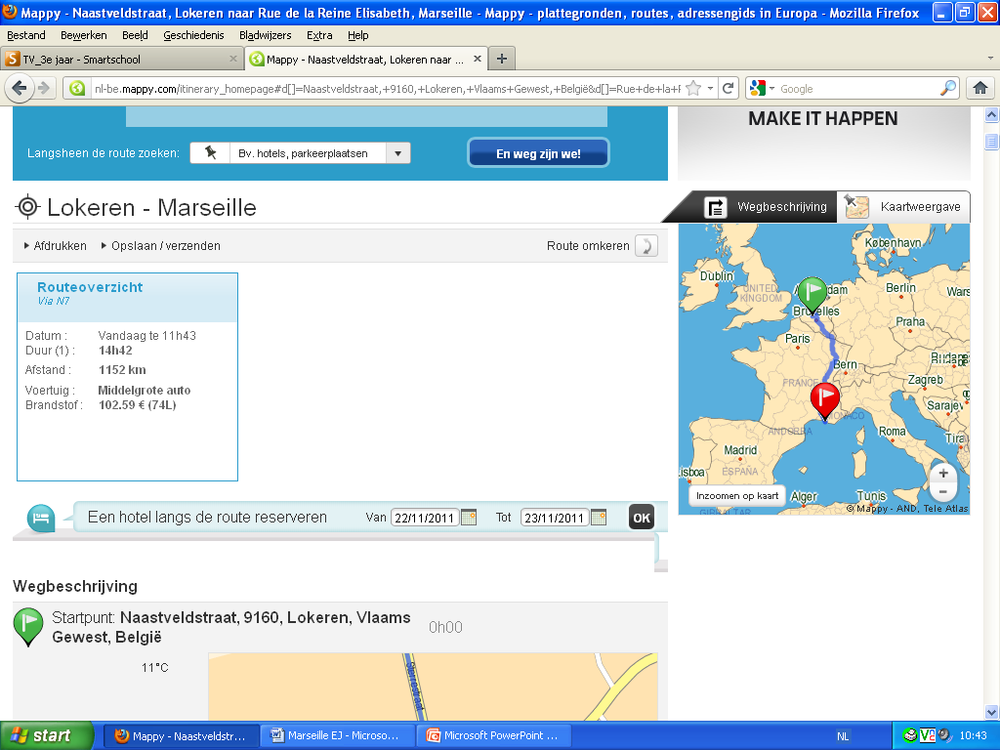 Mappy - Naastveldstraat, Lokeren naar Rue de la Reine Elisabeth, Marseille - Mappy - plattegronden, routes, adressengids in Europa - Mozilla Firefox
Bestand Bewerken Beeld Geschiedenis Bladwijzers Extra Help
TV_3e jaar - Smartschool
Mappy - Naastveldstraat, Lokeren naar ...
nl-be.mappy.com/itinerary_homepage#d[]=Naastveldstraat,+9160,+Lokeren,+Vlaams+Gewest,+België&d[]=Rue+de+la+R
Google
MAKE IT HAPPEN
Langsheen de route zoeken: Bv. hotels, parkeerplaatsen En weg zijn we!
Lokeren - Marseille
Wegbeschrijving Kaartweergave
Afdrukken Opslaan / verzenden Route omkeren
Routeoverzicht
Via N7
Datum : Vandaag te 11h43
Duur (1) : 14h42
Afstand : 1152 km
Voertuig : Middelgrote auto
Brandstof : 102.59 € (74L)
København
Dublin
UNITED
KINGDOM
dam
Berlin
Wars
Bruxelles
Paris
Praha
Bern
FRANCE
Zagreb
Sarajev
MONACO
ANDORRA
Roma
Tira
Madrid
ESPAÑA
isboa
Inzoomen op kaart
Alger
Tunis
GIBRALTAR
© Mappy - AND, Tele Atlas
Een hotel langs de route reserveren Van 22/11/2011 Tot 23/11/2011 OK
Wegbeschrijving
Startpunt: Naastveldstraat, 9160, Lokeren, Vlaams
Gewest, België
0h00
11°C
start
Mappy - Naastveldstr...
Marseille EJ - Microso...
Microsoft PowerPoint ...
NL
10:43